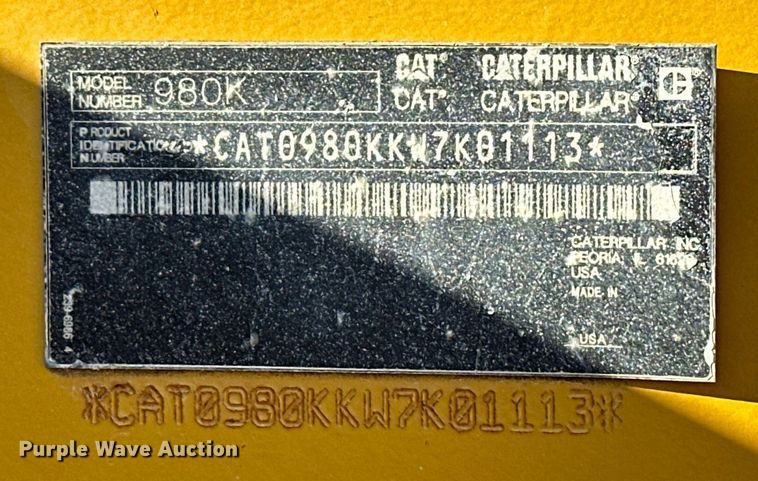 MODEL NUMBER 980K
CAT® CATERPILLAR®
CAT® CATERPILLAR®
PRODUCT IDENTIFICATION NUMBER *CAT0980KKW7K01113*
CATERPILLAR INC
PEORIA IL
USA
MADE IN
USA
*CAT0980KKW7K01113*
Purple Wave Auction